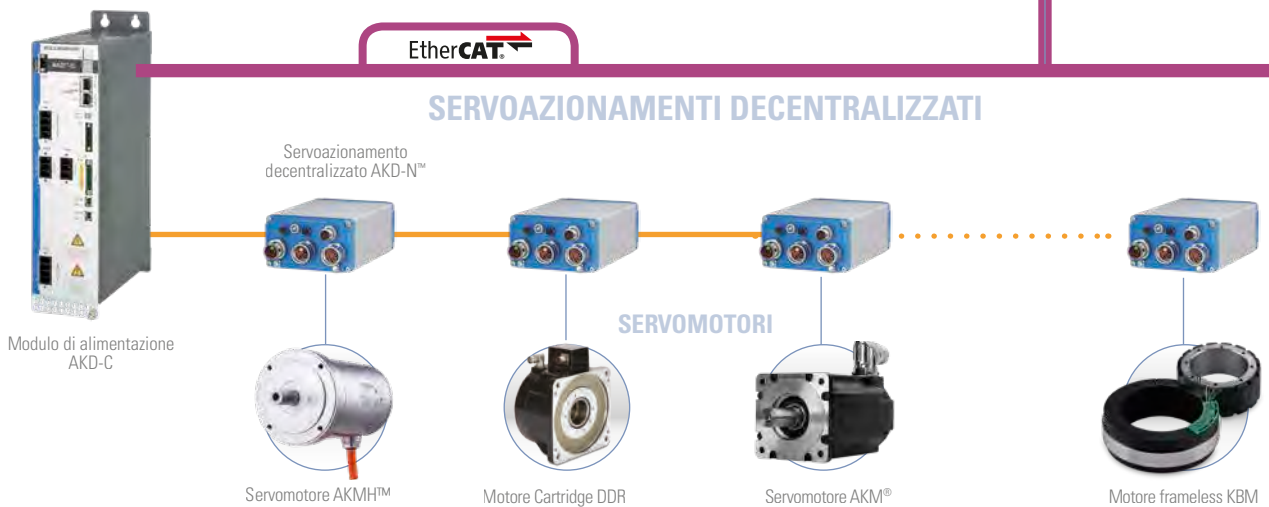 EtherCAT®
SERVOAZIONAMENTI DECENTRALIZZATI
Servoazionamento
decentralizzato AKD-N™
Modulo di alimentazione
AKD-C
SERVOMOTORI
Servomotore AKMH™
Motore Cartridge DDR
Servomotore AKM®
Motore frameless KBM